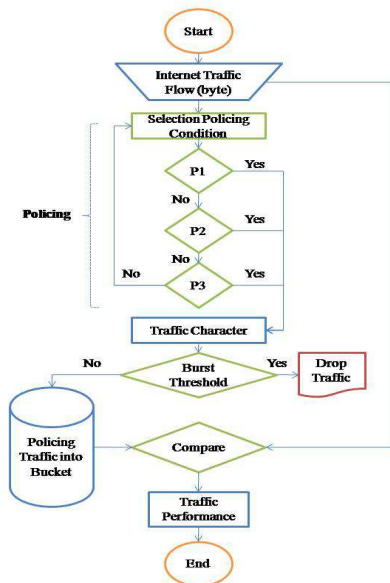 Start
Internet Traffic
Flow (byte)
Selection Policing
Condition
P1
Yes
No
Policing
P2
Yes
No
No
P3
Yes
Traffic Character
No
Burst
Threshold
Yes
Drop
Traffic
Policing
Traffic into
Bucket
Compare
Traffic
Performance
End